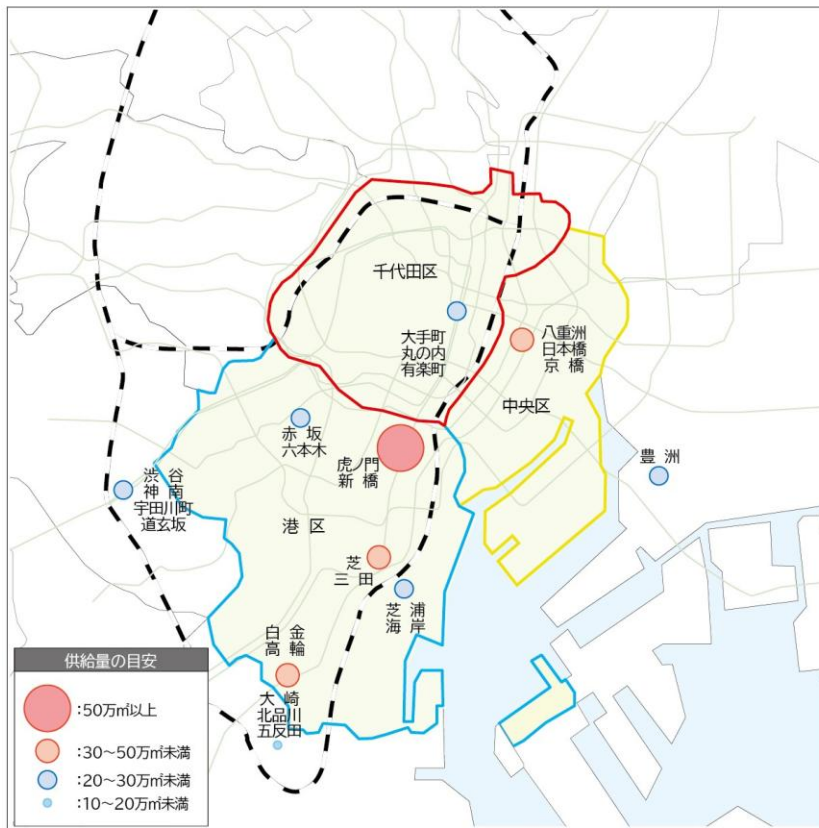 千代田区
大手町
丸の内
有楽町
八重洲
日本橋
京橋
中央区
赤坂
六本木
虎ノ門
新橋
豊洲
渋谷
神南
宇田川町
道玄坂
港区
芝
三田
芝浦
海岸
白金
高輪
大崎
北品川
五反田
供給量の目安
:50万㎡以上
:30～50万㎡未満
:20～30万㎡未満
:10～20万㎡未満